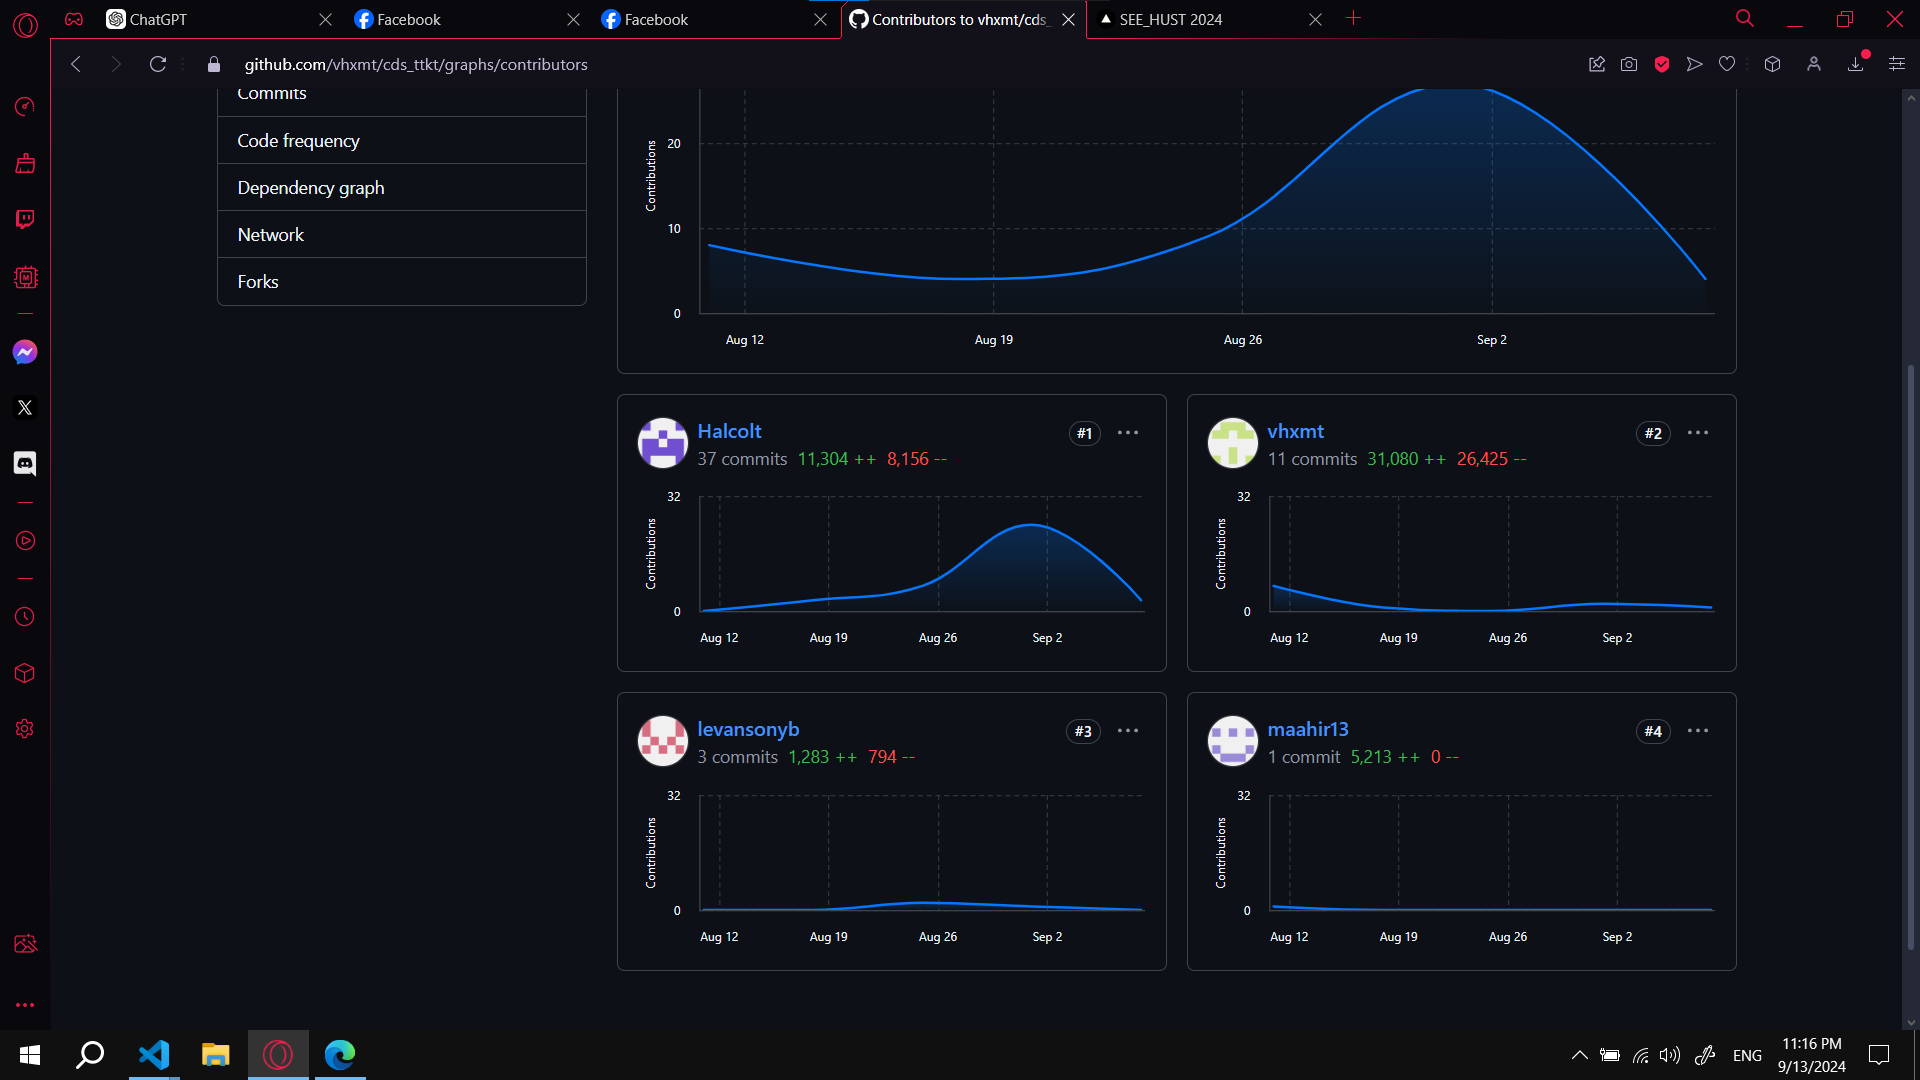 ChatGPT
Facebook
Facebook
Contributors to vhxmt/cds_
SEE_HUST 2024
github.com/vhxmt/cds_ttkt/graphs/contributors
Commits
Code frequency
Dependency graph
Network
Forks
Contributions
20
10
0
Aug 12
Aug 19
Aug 26
Sep 2
Halcolt
#1
37 commits 11,304 ++ 8,156 --
Contributions
32
0
Aug 12
Aug 19
Aug 26
Sep 2
vhxmt
#2
11 commits 31,080 ++ 26,425 --
Contributions
32
0
Aug 12
Aug 19
Aug 26
Sep 2
levansonyb
#3
3 commits 1,283 ++ 794 --
Contributions
32
0
Aug 12
Aug 19
Aug 26
Sep 2
maahir13
#4
1 commit 5,213 ++ 0 --
Contributions
32
0
Aug 12
Aug 19
Aug 26
Sep 2
ENG
11:16 PM
9/13/2024